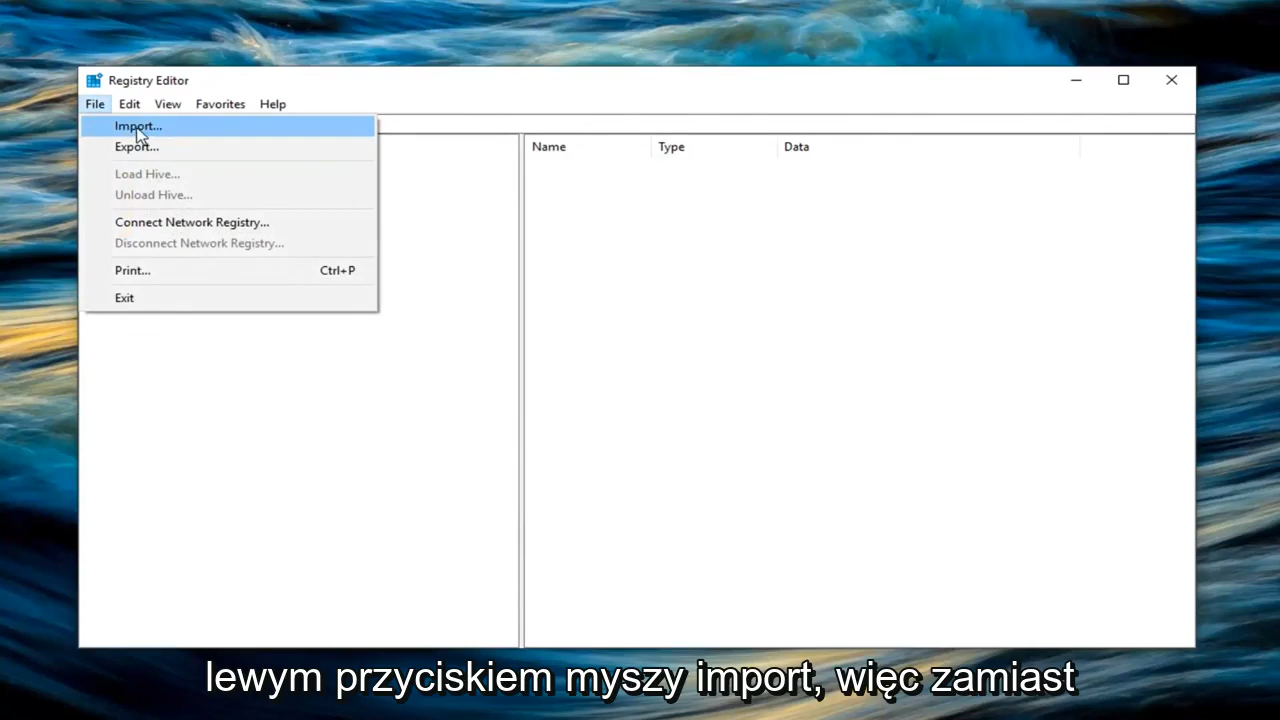 Registry Editor
File Edit View Favorites Help
Import...
Export...
Name Type Data
Load Hive...
Unload Hive...
Connect Network Registry...
Disconnect Network Registry...
Print... Ctrl+P
Exit
lewym przyciskiem myszy import, więc zamiast